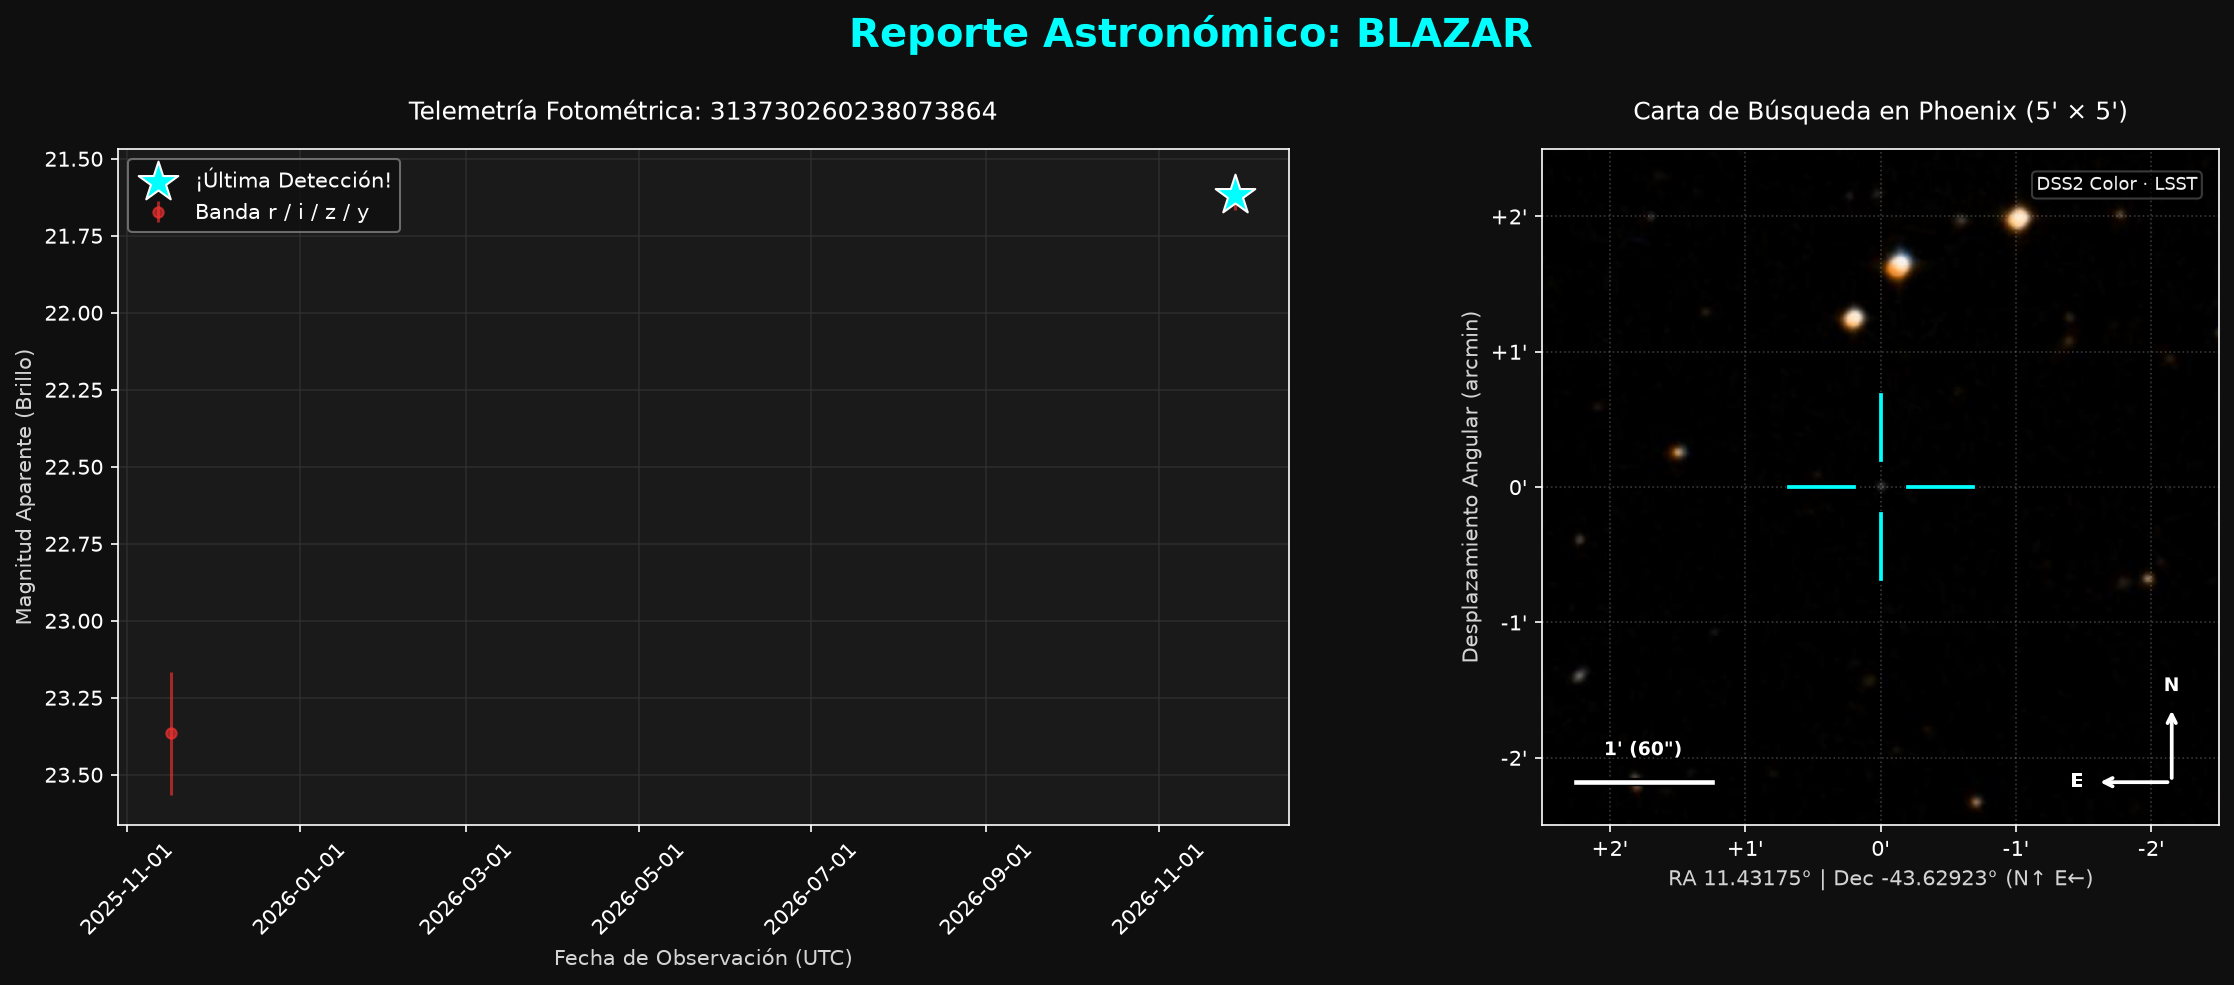 Reporte Astronómico: BLAZAR
Telemetría Fotométrica: 313730260238073864
¡Última Detección!
Banda r / i / z / y
Magnitud Aparente (Brillo)
21.50
21.75
22.00
22.25
22.50
22.75
23.00
23.25
23.50
2025-11-01
2026-01-01
2026-03-01
2026-05-01
2026-07-01
2026-09-01
2026-11-01
Fecha de Observación (UTC)
Carta de Búsqueda en Phoenix (5' × 5')
DSS2 Color · LSST
Desplazamiento Angular (arcmin)
+2'
+1'
0'
-1'
-2'
N
E
1' (60")
+2'
+1'
0'
-1'
-2'
RA 11.43175° | Dec -43.62923° (N↑ E←)